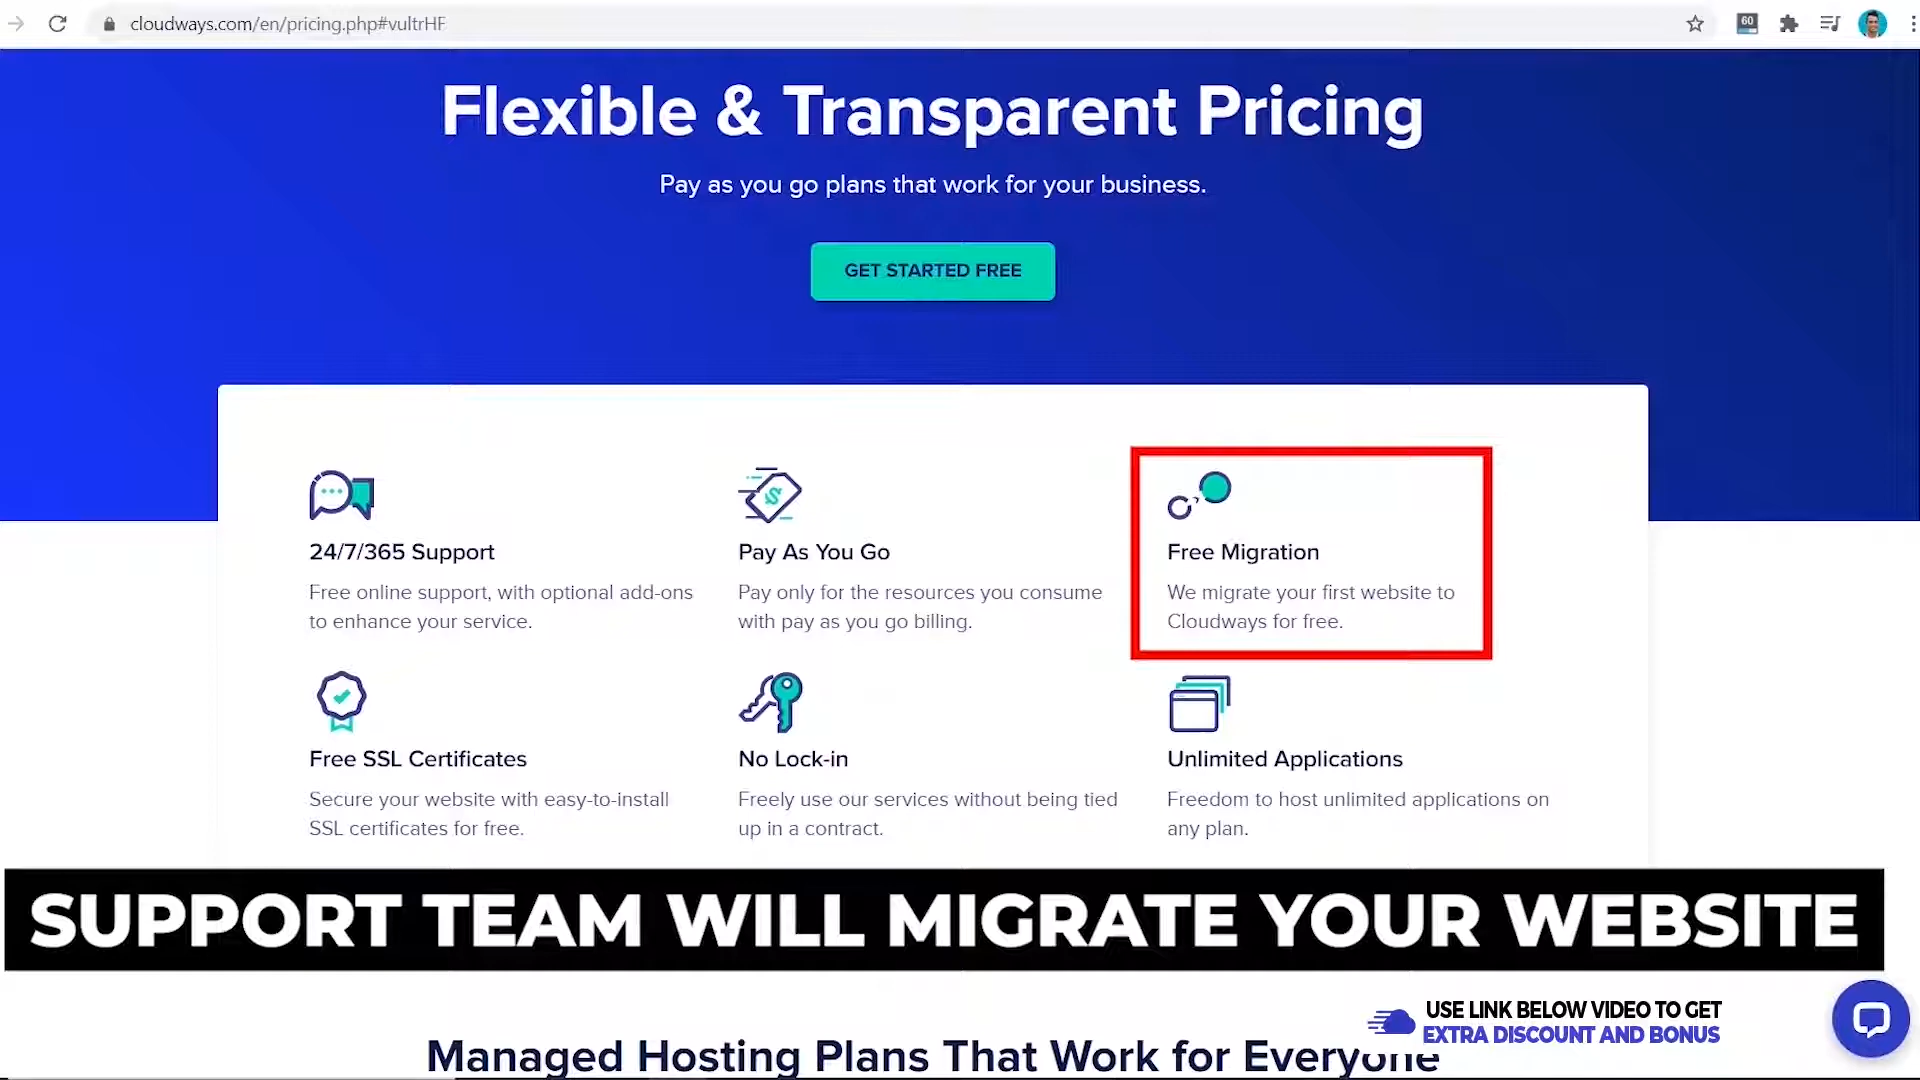 cloudways.com/en/pricing.php#vultrHF
60
Flexible & Transparent Pricing
Pay as you go plans that work for your business.
GET STARTED FREE
24/7/365 Support
Free online support, with optional add-ons
to enhance your service.
Pay As You Go
Pay only for the resources you consume
with pay as you go billing.
Free Migration
We migrate your first website to
Cloudways for free.
Free SSL Certificates
Secure your website with easy-to-install
SSL certificates for free.
No Lock-in
Freely use our services without being tied
up in a contract.
Unlimited Applications
Freedom to host unlimited applications on
any plan.
SUPPORT TEAM WILL MIGRATE YOUR WEBSITE
USE LINK BELOW VIDEO TO GET
EXTRA DISCOUNT AND BONUS
Managed Hosting Plans That Work for Everyone